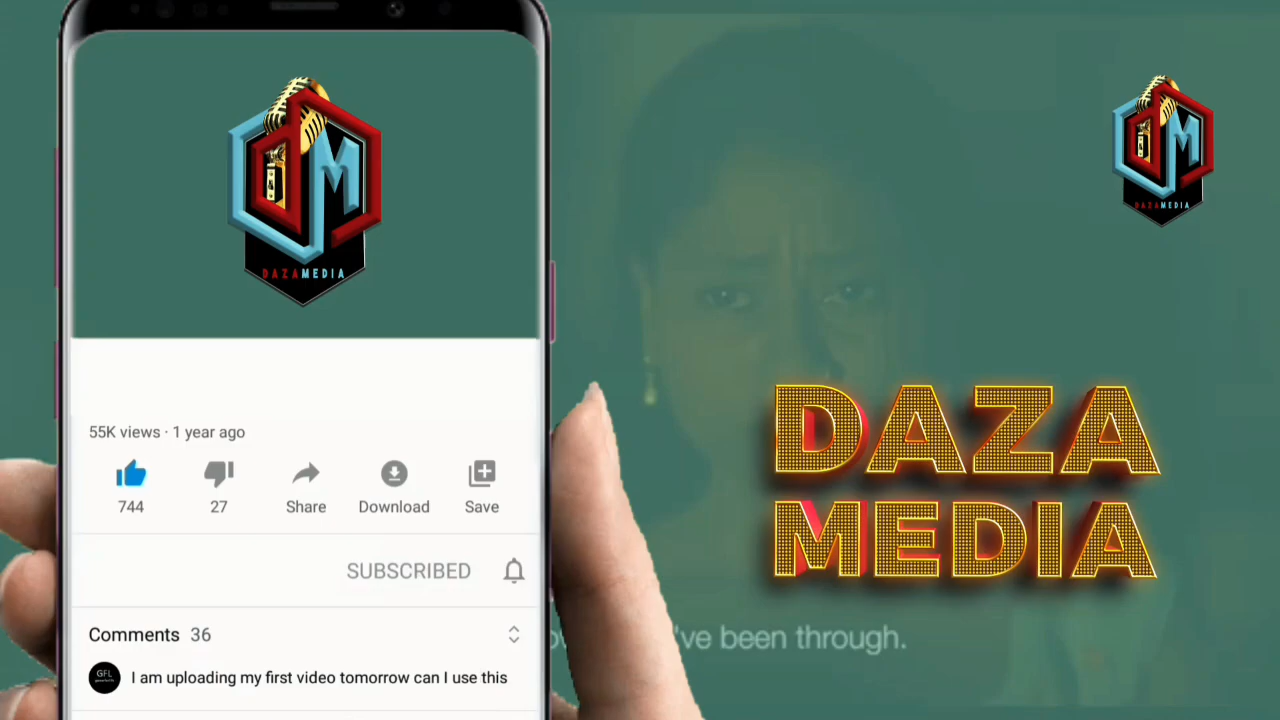 DAZAMEDIA
55K views · 1 year ago
744
27
Share
Download
Save
SUBSCRIBED
Comments 36
GFL
I am uploading my first video tomorrow can I use this
DAZAMEDIA
DAZA
MEDIA
've been through.